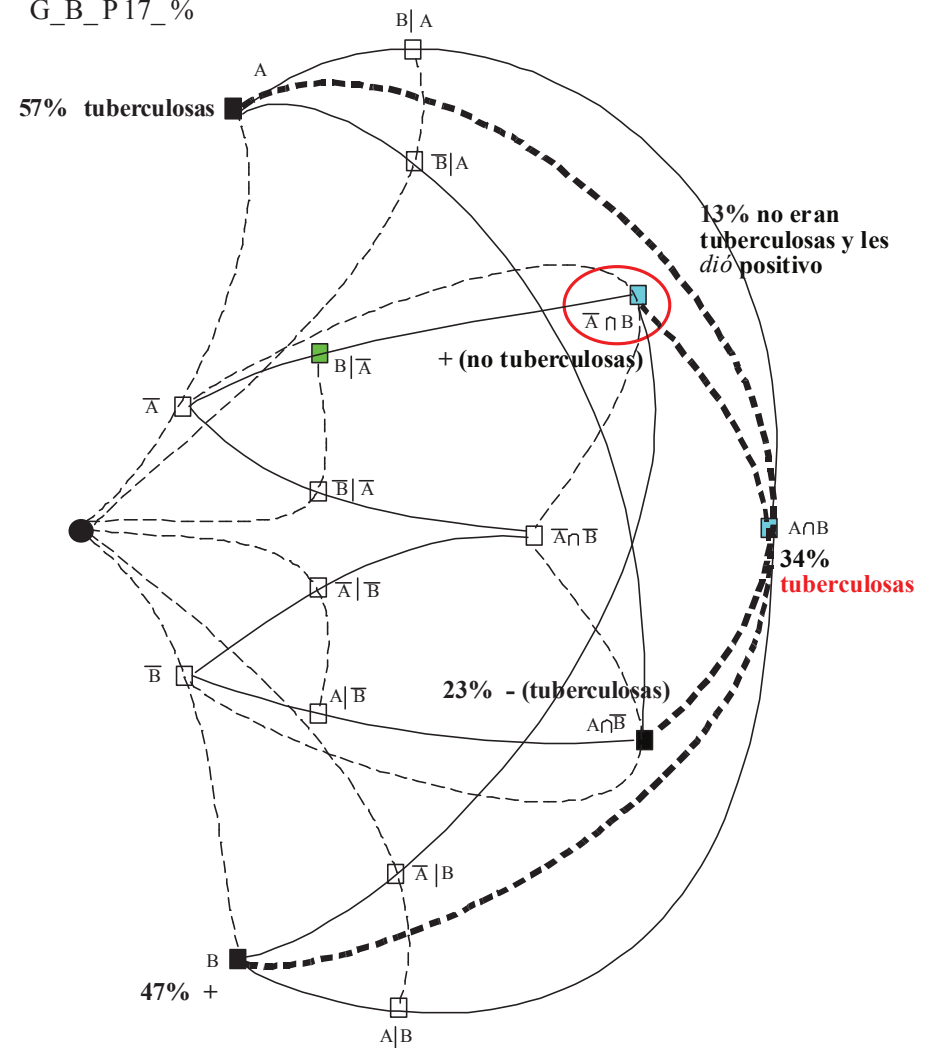 G_B_P 17_%
B| A
A
57% tuberculosas
B̅|A
13% no eran
tuberculosas y les
dió positivo
A̅ ∩ B
B|A̅
+ (no tuberculosas)
A̅
B̅|A̅
A̅∩B̅
A∩B
34%
tuberculosas
A̅|B̅
B̅
A|B̅
23% - (tuberculosas)
A∩B̅
A̅ |B
B
47% +
A|B